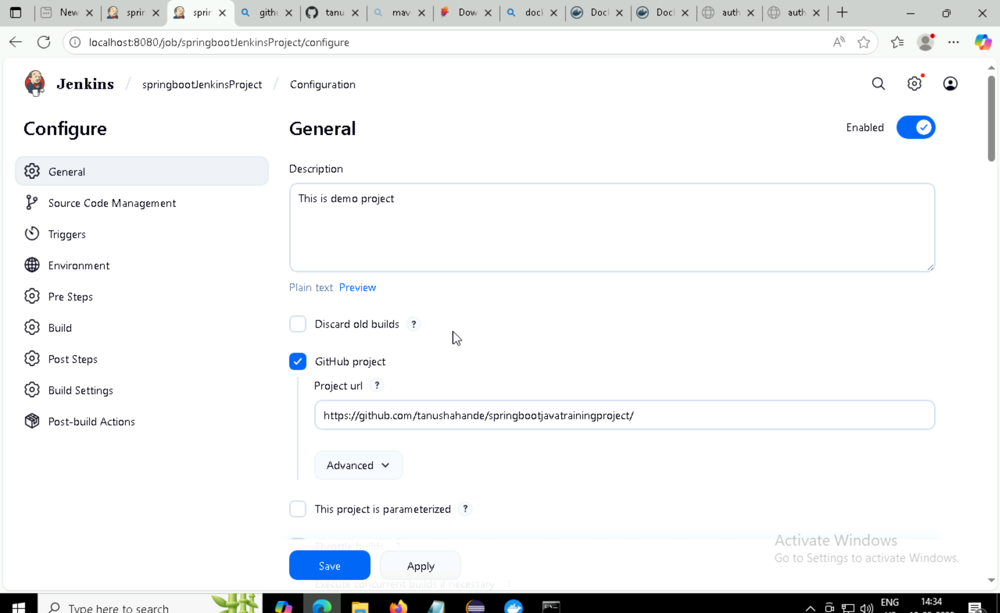 New
sprir
sprir
gith
tanu
mav
Dow
doc
Doc
Doc
auth
auth
localhost:8080/job/springbootJenkinsProject/configure
Jenkins / springbootJenkinsProject / Configuration
Configure
General
Source Code Management
Triggers
Environment
Pre Steps
Build
Post Steps
Build Settings
Post-build Actions
General
Enabled
Description
This is demo project
Plain text Preview
Discard old builds ?
GitHub project
Project url ?
https://github.com/tanushahande/springbootjavatrainingproject/
Advanced
This project is parameterized ?
Throttle builds ?
Save
Apply
Execute concurrent builds if necessary ?
Activate Windows
Go to Settings to activate Windows.
Type here to search
ENG
14:34